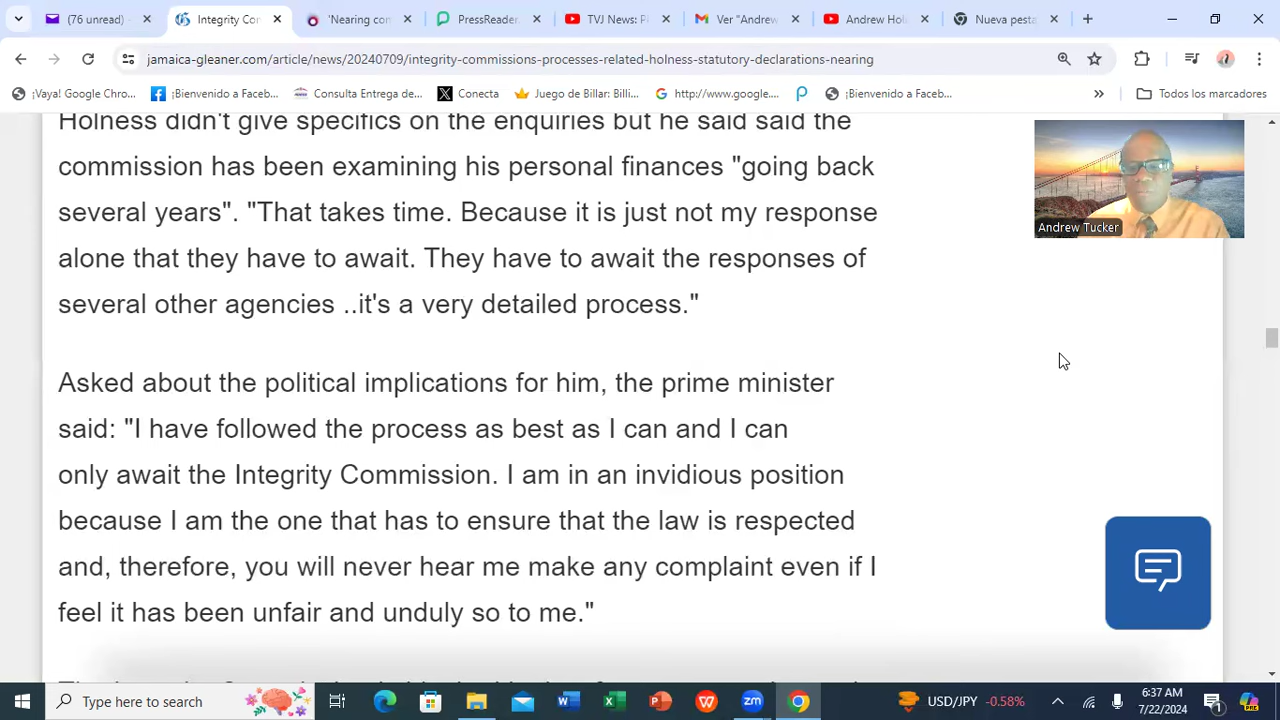 (76 unread)
Integrity Con
'Nearing con
PressReader.
TVJ News: P
Ver "Andrew
Andrew Hol
Nueva pesta
jamaica-gleaner.com/article/news/20240709/integrity-commissions-processes-related-holness-statutory-declarations-nearing
¡Vaya! Google Chro...
¡Bienvenido a Faceb...
Consulta Entrega de...
Conecta
Juego de Billar: Billi...
http://www.google....
¡Bienvenido a Faceb...
Todos los marcadores
Holness didn't give specifics on the enquiries but he said said the
commission has been examining his personal finances "going back
several years". "That takes time. Because it is just not my response
alone that they have to await. They have to await the responses of
several other agencies ..it's a very detailed process."
Andrew Tucker
Asked about the political implications for him, the prime minister
said: "I have followed the process as best as I can and I can
only await the Integrity Commission. I am in an invidious position
because I am the one that has to ensure that the law is respected
and, therefore, you will never hear me make any complaint even if I
feel it has been unfair and unduly so to me."
Type here to search
USD/JPY -0.58%
6:37 AM
7/22/2024